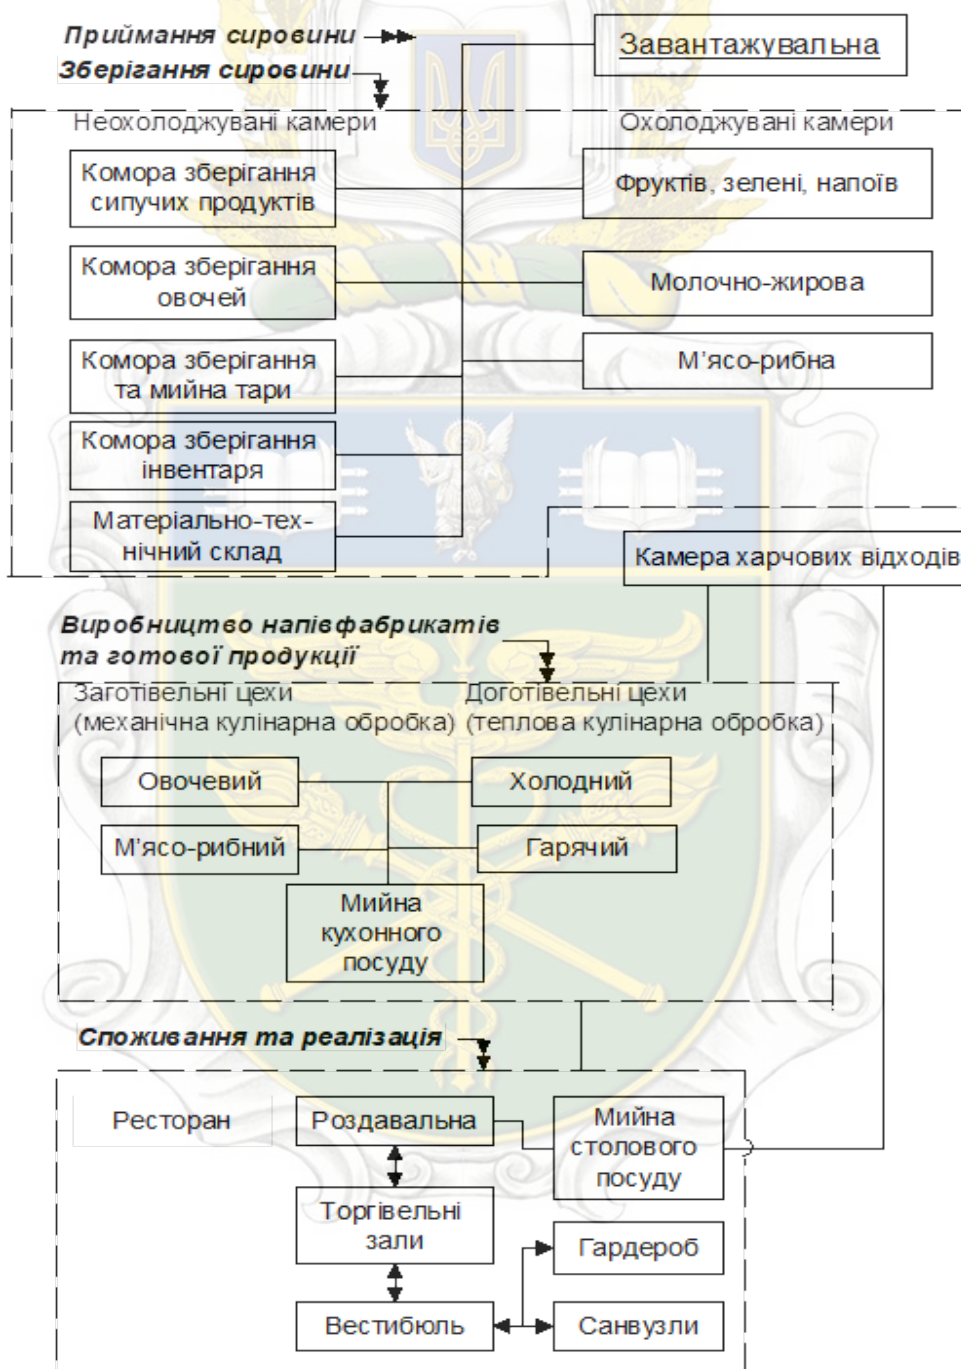 Приймання сировини
Завантажувальна
Зберігання сировини
Неохолоджувані камери
Охолоджувані камери
Комора зберігання
сипучих продуктів
Фруктів, зелені, напоїв
Комора зберігання
овочей
Молочно-жирова
Комора зберігання
та мийна тари
М’ясо-рибна
Комора зберігання
інвентаря
Матеріально-тех-
нічний склад
Камера харчових відходів
Виробництво напівфабрикатів
та готової продукції
Заготівельні цехи
(механічна кулінарна обробка)
Доготівельні цехи
(теплова кулінарна обробка)
Овочевий
Холодний
М’ясо-рибний
Гарячий
Мийна
кухонного
посуду
Споживання та реалізація
Ресторан
Роздавальна
Мийна
столового
посуду
Торгівельні
зали
Гардероб
Вестибюль
Санвузли